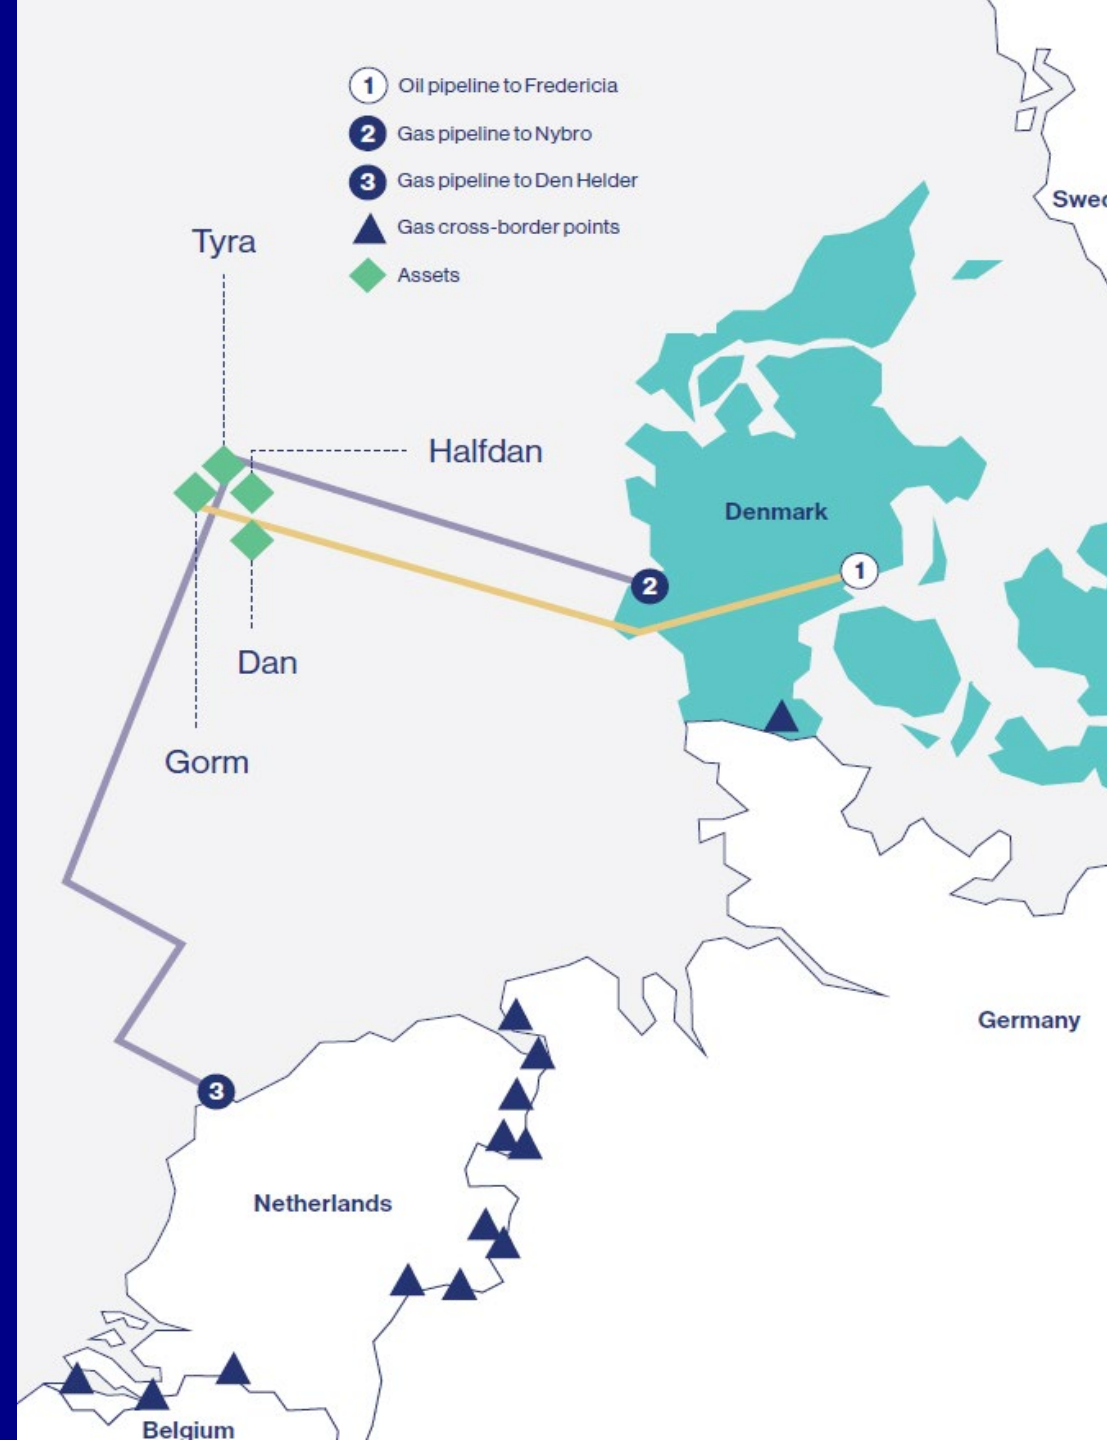 1 Oil pipeline to Fredericia
2 Gas pipeline to Nybro
3 Gas pipeline to Den Helder
Gas cross-border points
Assets
Swed
Tyra
Halfdan
Denmark
1
2
Dan
Gorm
Germany
3
Netherlands
Belgium